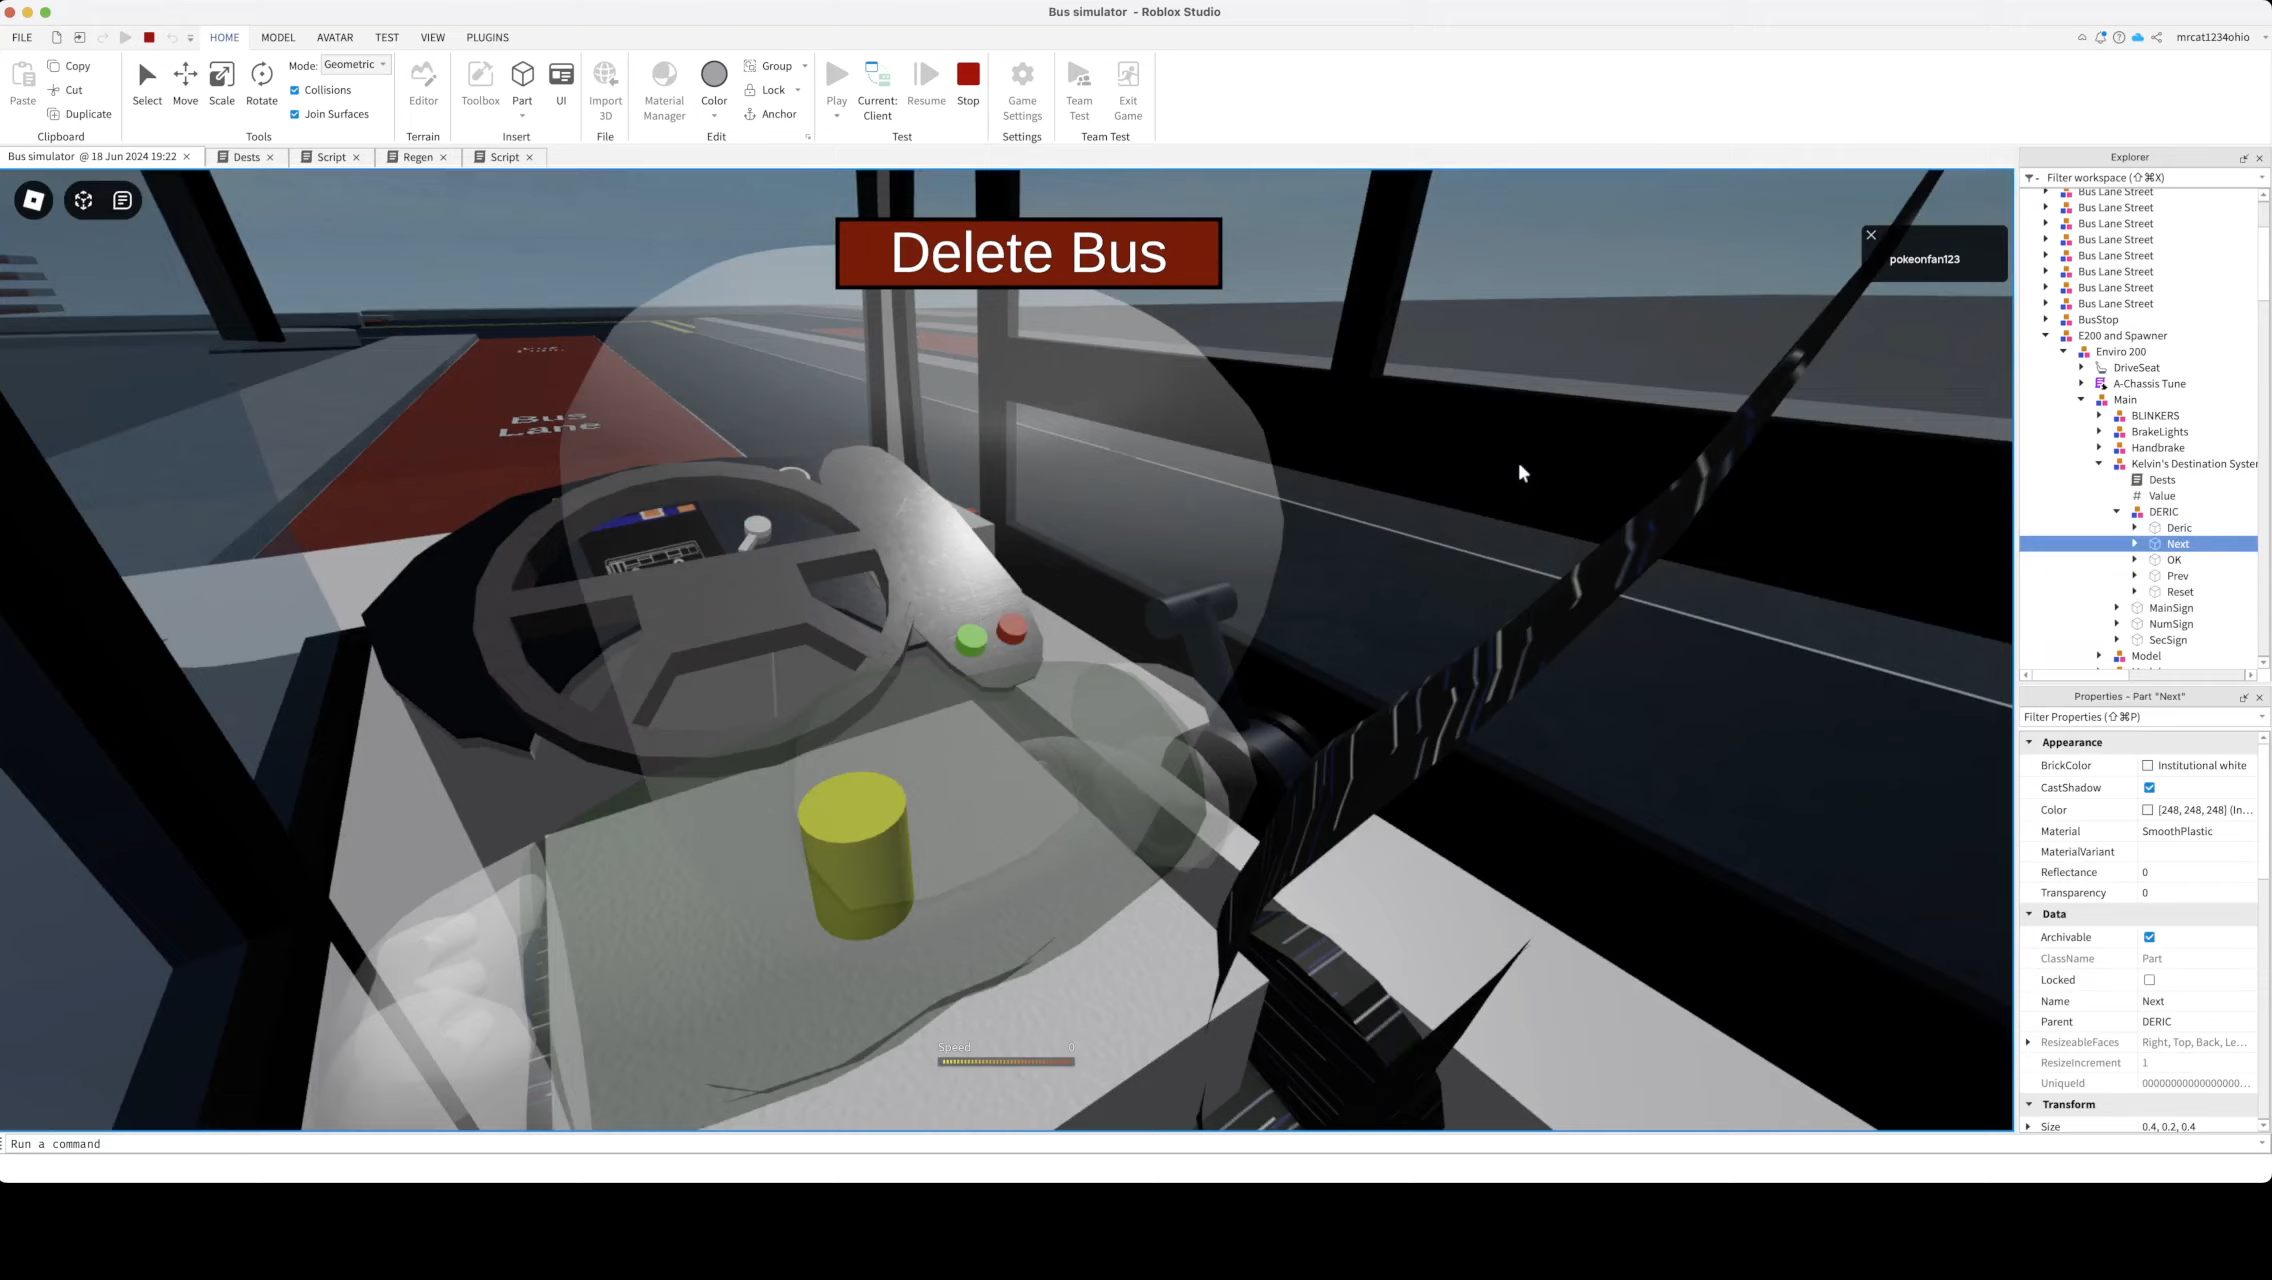 Bus simulator - Roblox Studio
FILE HOME MODEL AVATAR TEST VIEW PLUGINS mrcat1234ohio
Copy
Cut
Duplicate
Paste
Clipboard
Select Move Scale Rotate
Mode: Geometric
Collisions
Join Surfaces
Tools
Editor
Terrain
Toolbox Part UI
Insert
Import
3D
File
Material
Manager
Color
Group
Lock
Anchor
Edit
Play Current:
Client
Resume Stop
Test
Game
Settings
Settings
Team
Test
Exit
Game
Team Test
Bus simulator @ 18 Jun 2024 19:22 Dests Script Regen Script
Delete Bus
pokeonfan123
Bus
Lane
Speed 0
Run a command
Explorer
Filter workspace (⇧⌘X)
Bus Lane Street
Bus Lane Street
Bus Lane Street
Bus Lane Street
Bus Lane Street
Bus Lane Street
Bus Lane Street
Bus Lane Street
BusStop
E200 and Spawner
Enviro 200
DriveSeat
A-Chassis Tune
Main
BLINKERS
BrakeLights
Handbrake
Kelvin's Destination Syste
Dests
# Value
DERIC
Deric
Next
OK
Prev
Reset
MainSign
NumSign
SecSign
Model
Properties - Part "Next"
Filter Properties (⇧⌘P)
Appearance
BrickColor Institutional white
CastShadow
Color [248, 248, 248] (In...
Material SmoothPlastic
MaterialVariant
Reflectance 0
Transparency 0
Data
Archivable
ClassName Part
Locked
Name Next
Parent DERIC
ResizeableFaces Right, Top, Back, Le...
ResizeIncrement 1
UniqueId 00000000000000000...
Transform
Size 0.4, 0.2, 0.4